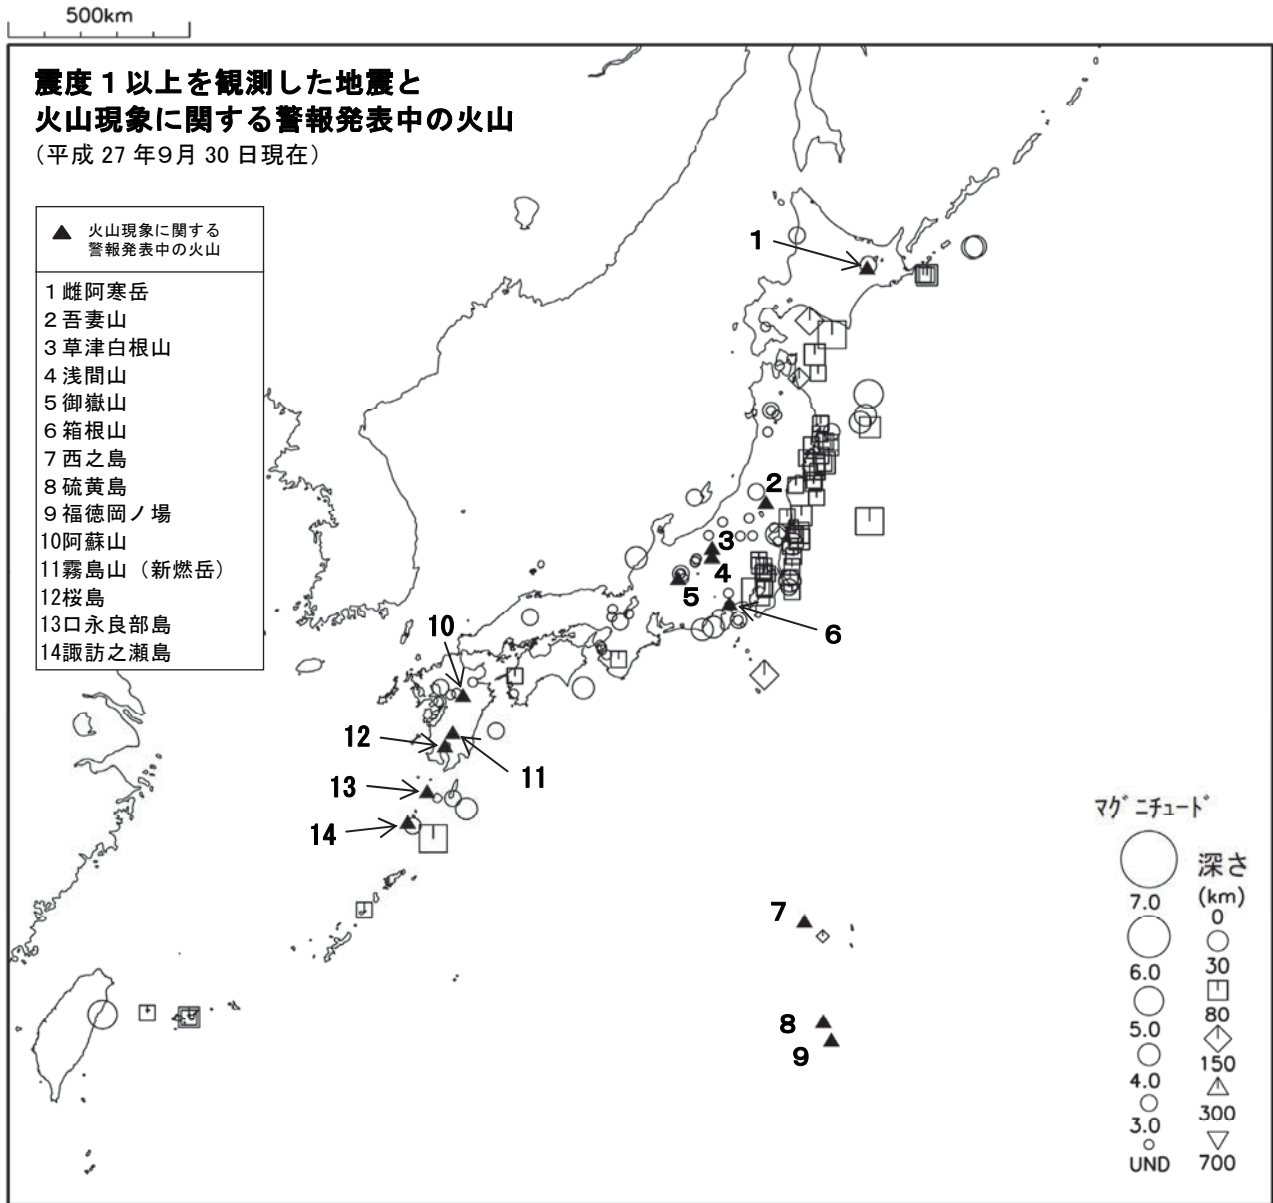 500km
震度１以上を観測した地震と
火山現象に関する警報発表中の火山
（平成 27 年９月 30 日現在）
▲ 火山現象に関する
警報発表中の火山
１雌阿寒岳
２吾妻山
３草津白根山
４浅間山
５御嶽山
６箱根山
７西之島
８硫黄島
９福徳岡ノ場
10阿蘇山
11霧島山（新燃岳）
12桜島
13口永良部島
14諏訪之瀬島
1
2
3
4
5
6
10
12
11
13
14
7
8
9
ﾏｸﾞﾆﾁｭｰﾄﾞ
7.0
6.0
5.0
4.0
3.0
UND
深さ
(km)
0
30
80
150
300
700